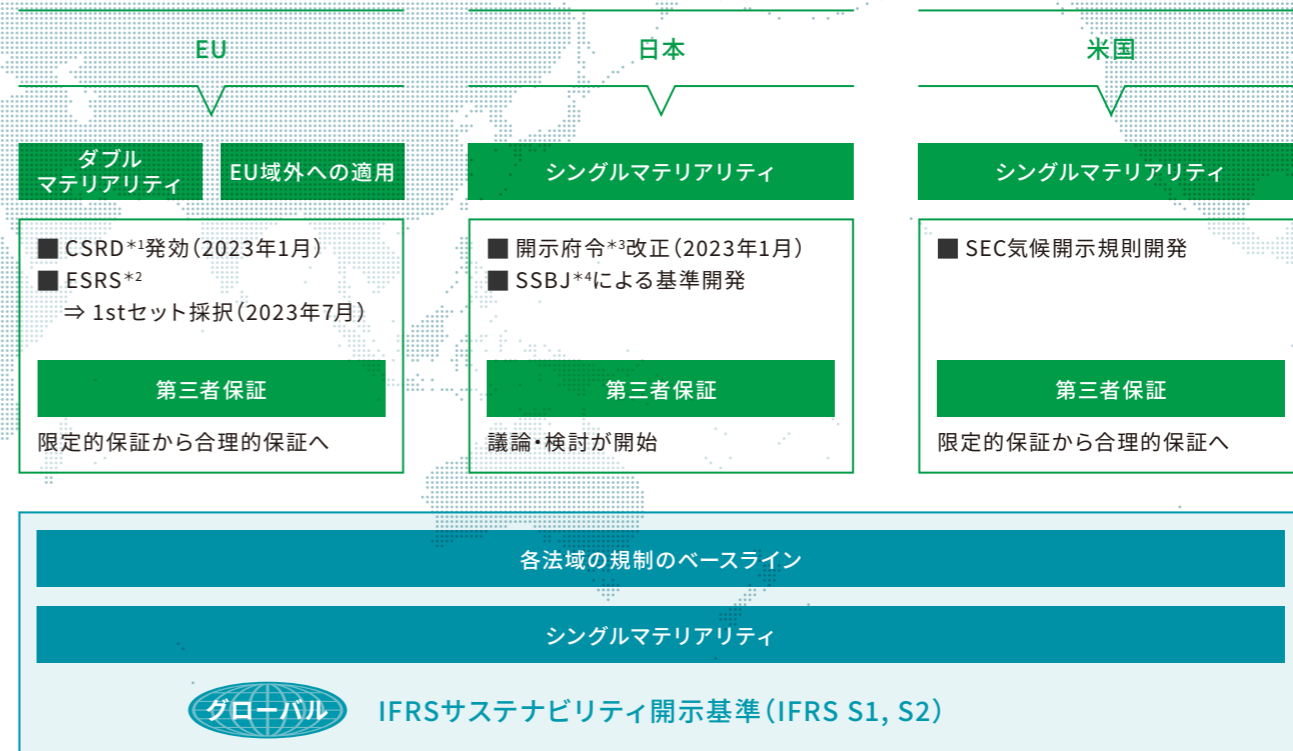 EU
ダブル
マテリアリティ
EU域外への適用
■ CSRD*1発効(2023年1月)
■ ESRS*2
⇒ 1stセット採択(2023年7月)
第三者保証
限定的保証から合理的保証へ
日本
シングルマテリアリティ
■ 開示府令*3改正(2023年1月)
■ SSBJ*4による基準開発
第三者保証
議論・検討が開始
米国
シングルマテリアリティ
■ SEC気候開示規則開発
第三者保証
限定的保証から合理的保証へ
各法域の規制のベースライン
シングルマテリアリティ
グローバル IFRSサステナビリティ開示基準(IFRS S1, S2)